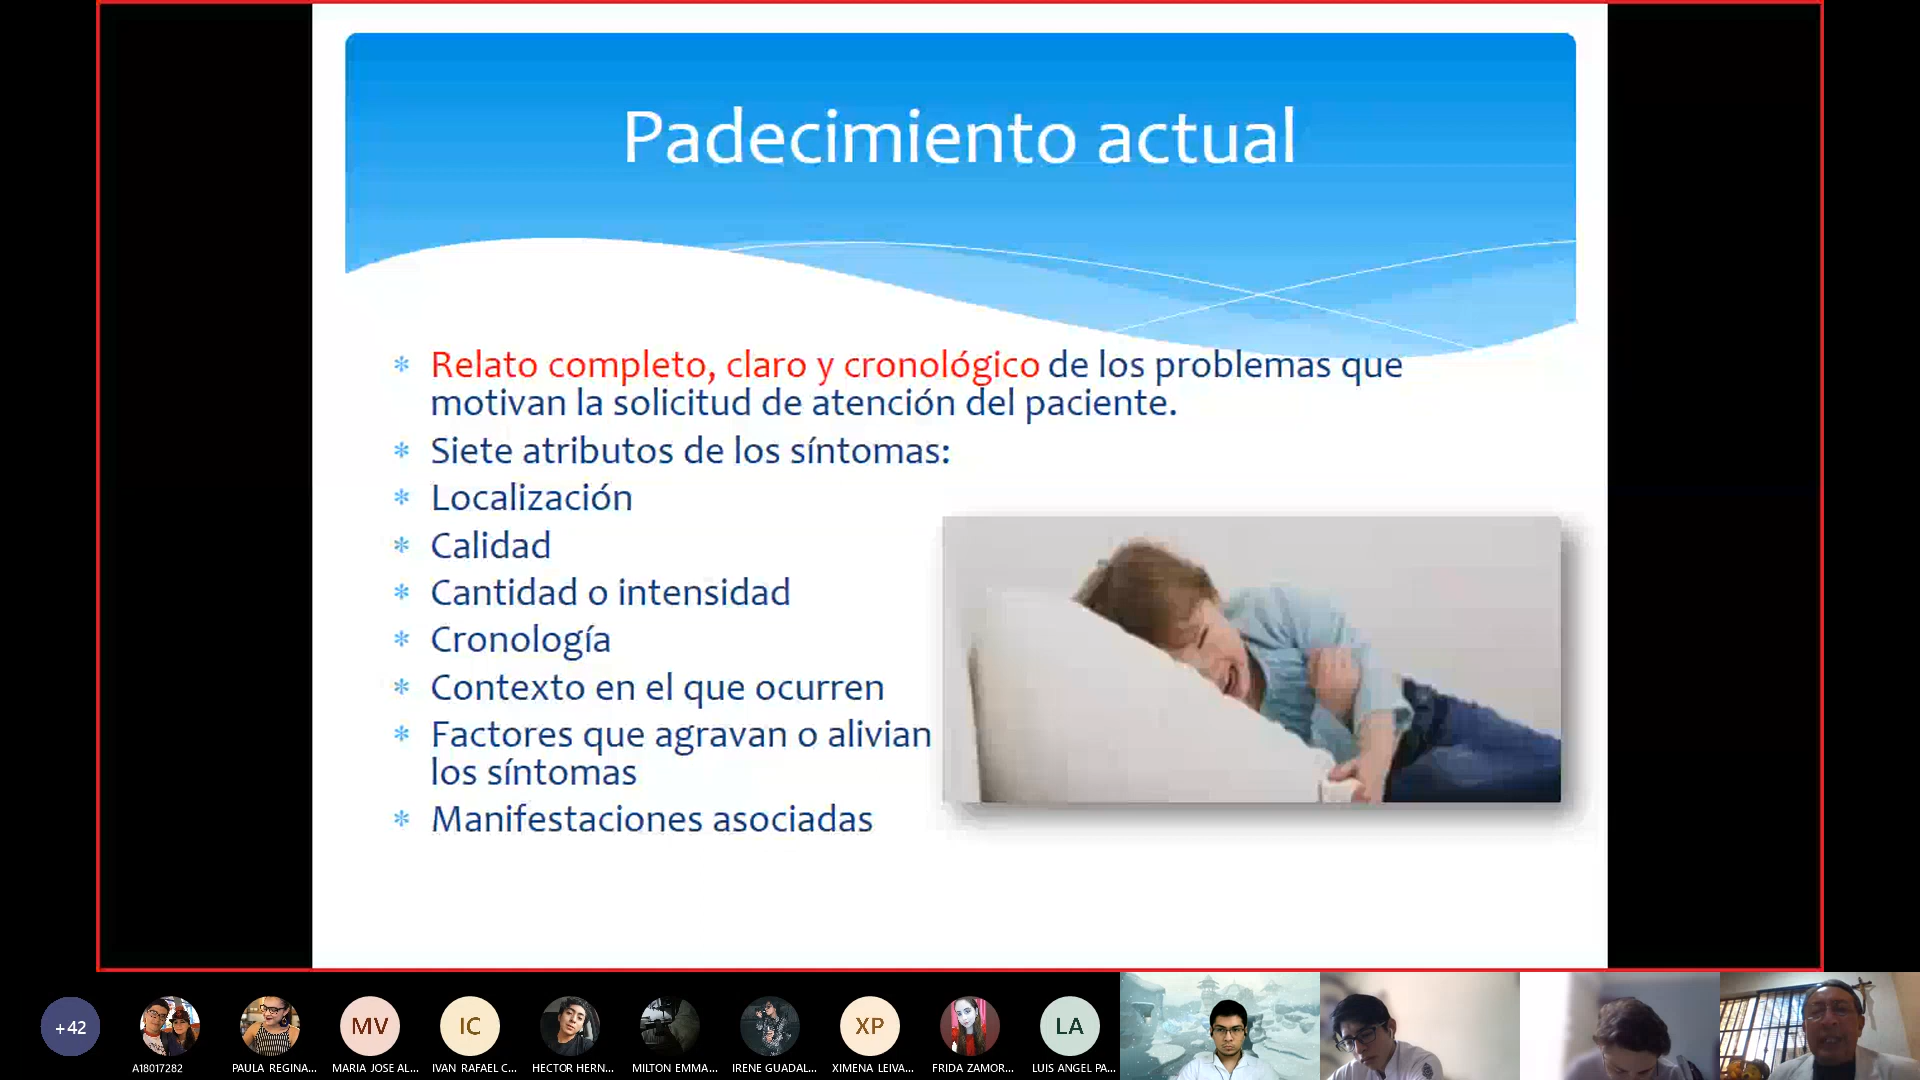 Padecimiento actual
* Relato completo, claro y cronológico de los problemas que
motivan la solicitud de atención del paciente.
* Siete atributos de los síntomas:
* Localización
* Calidad
* Cantidad o intensidad
* Cronología
* Contexto en el que ocurren
* Factores que agravan o alivian
los síntomas
* Manifestaciones asociadas
+42
MV
IC
XP
LA
A18017282
PAULA REGINA...
MARIA JOSE AL...
IVAN RAFAEL C...
HECTOR HERN...
MILTON EMMA...
IRENE GUADAL...
XIMENA LEIVA...
FRIDA ZAMOR...
LUIS ANGEL PA...